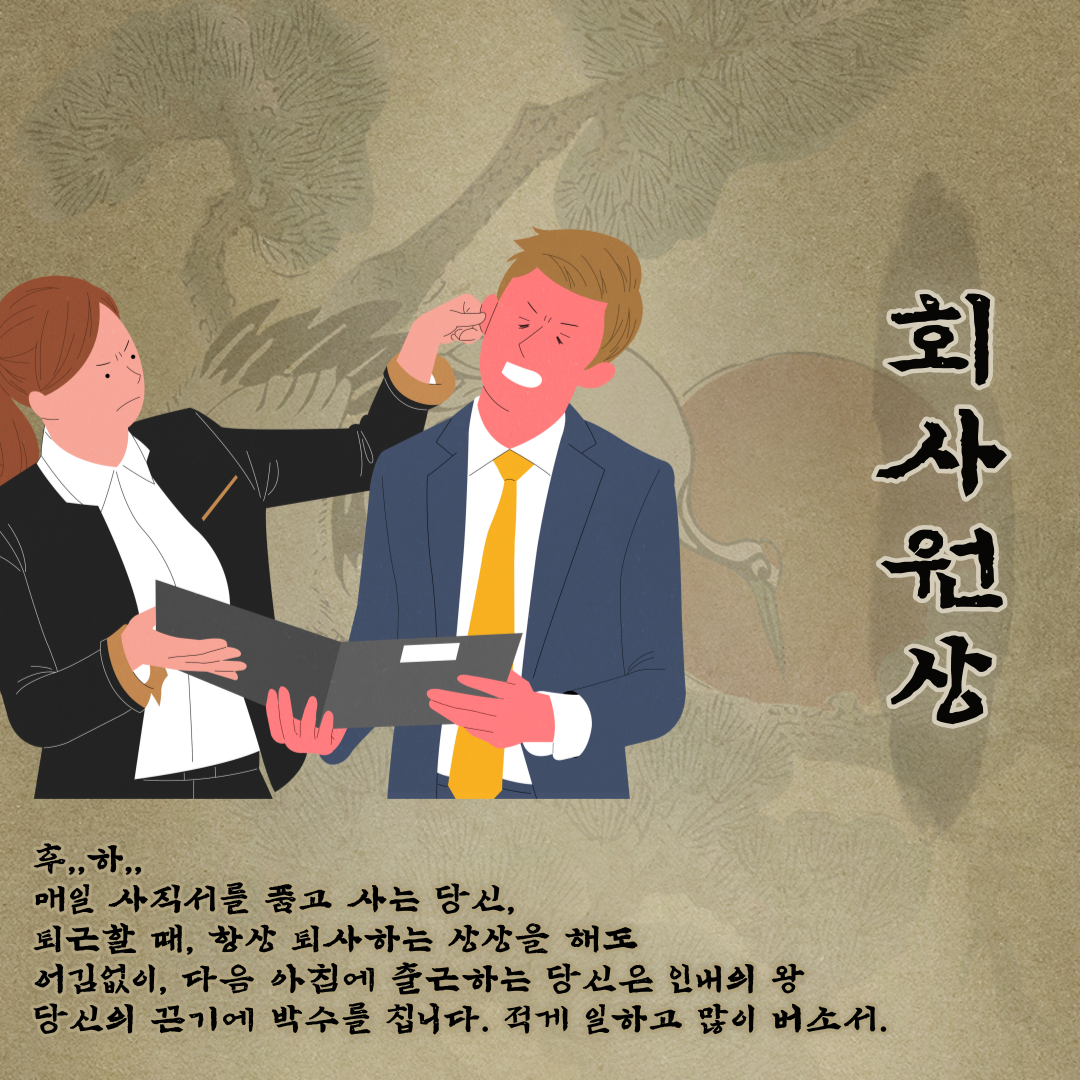 회사원상
후,,하,,
매일 사직서를 품고 사는 당신,
퇴근할 때, 항상 퇴사하는 상상을 해도
어김없이, 다음 아침에 출근하는 당신은 인내의 왕
당신의 끈기에 박수를 칩니다. 적게 일하고 많이 버소서.